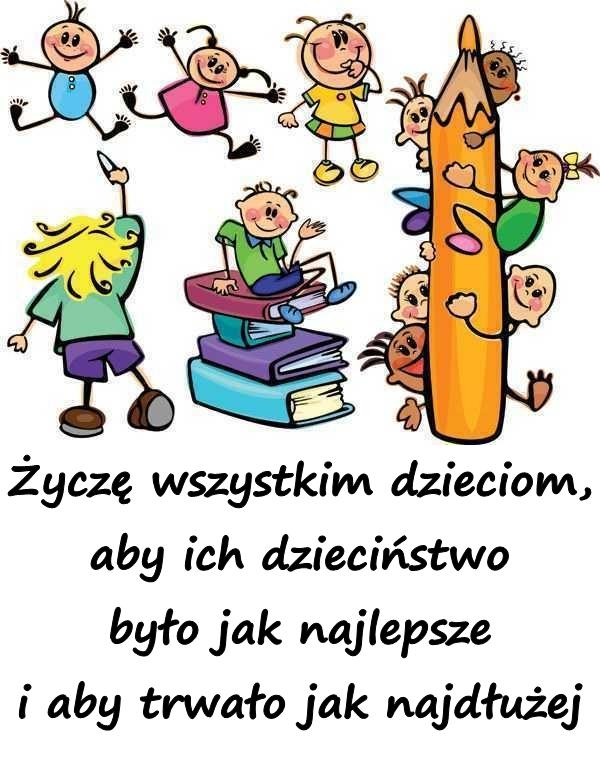 Życzę wszystkim dzieciom,
aby ich dzieciństwo
było jak najlepsze
i aby trwało jak najdłużej